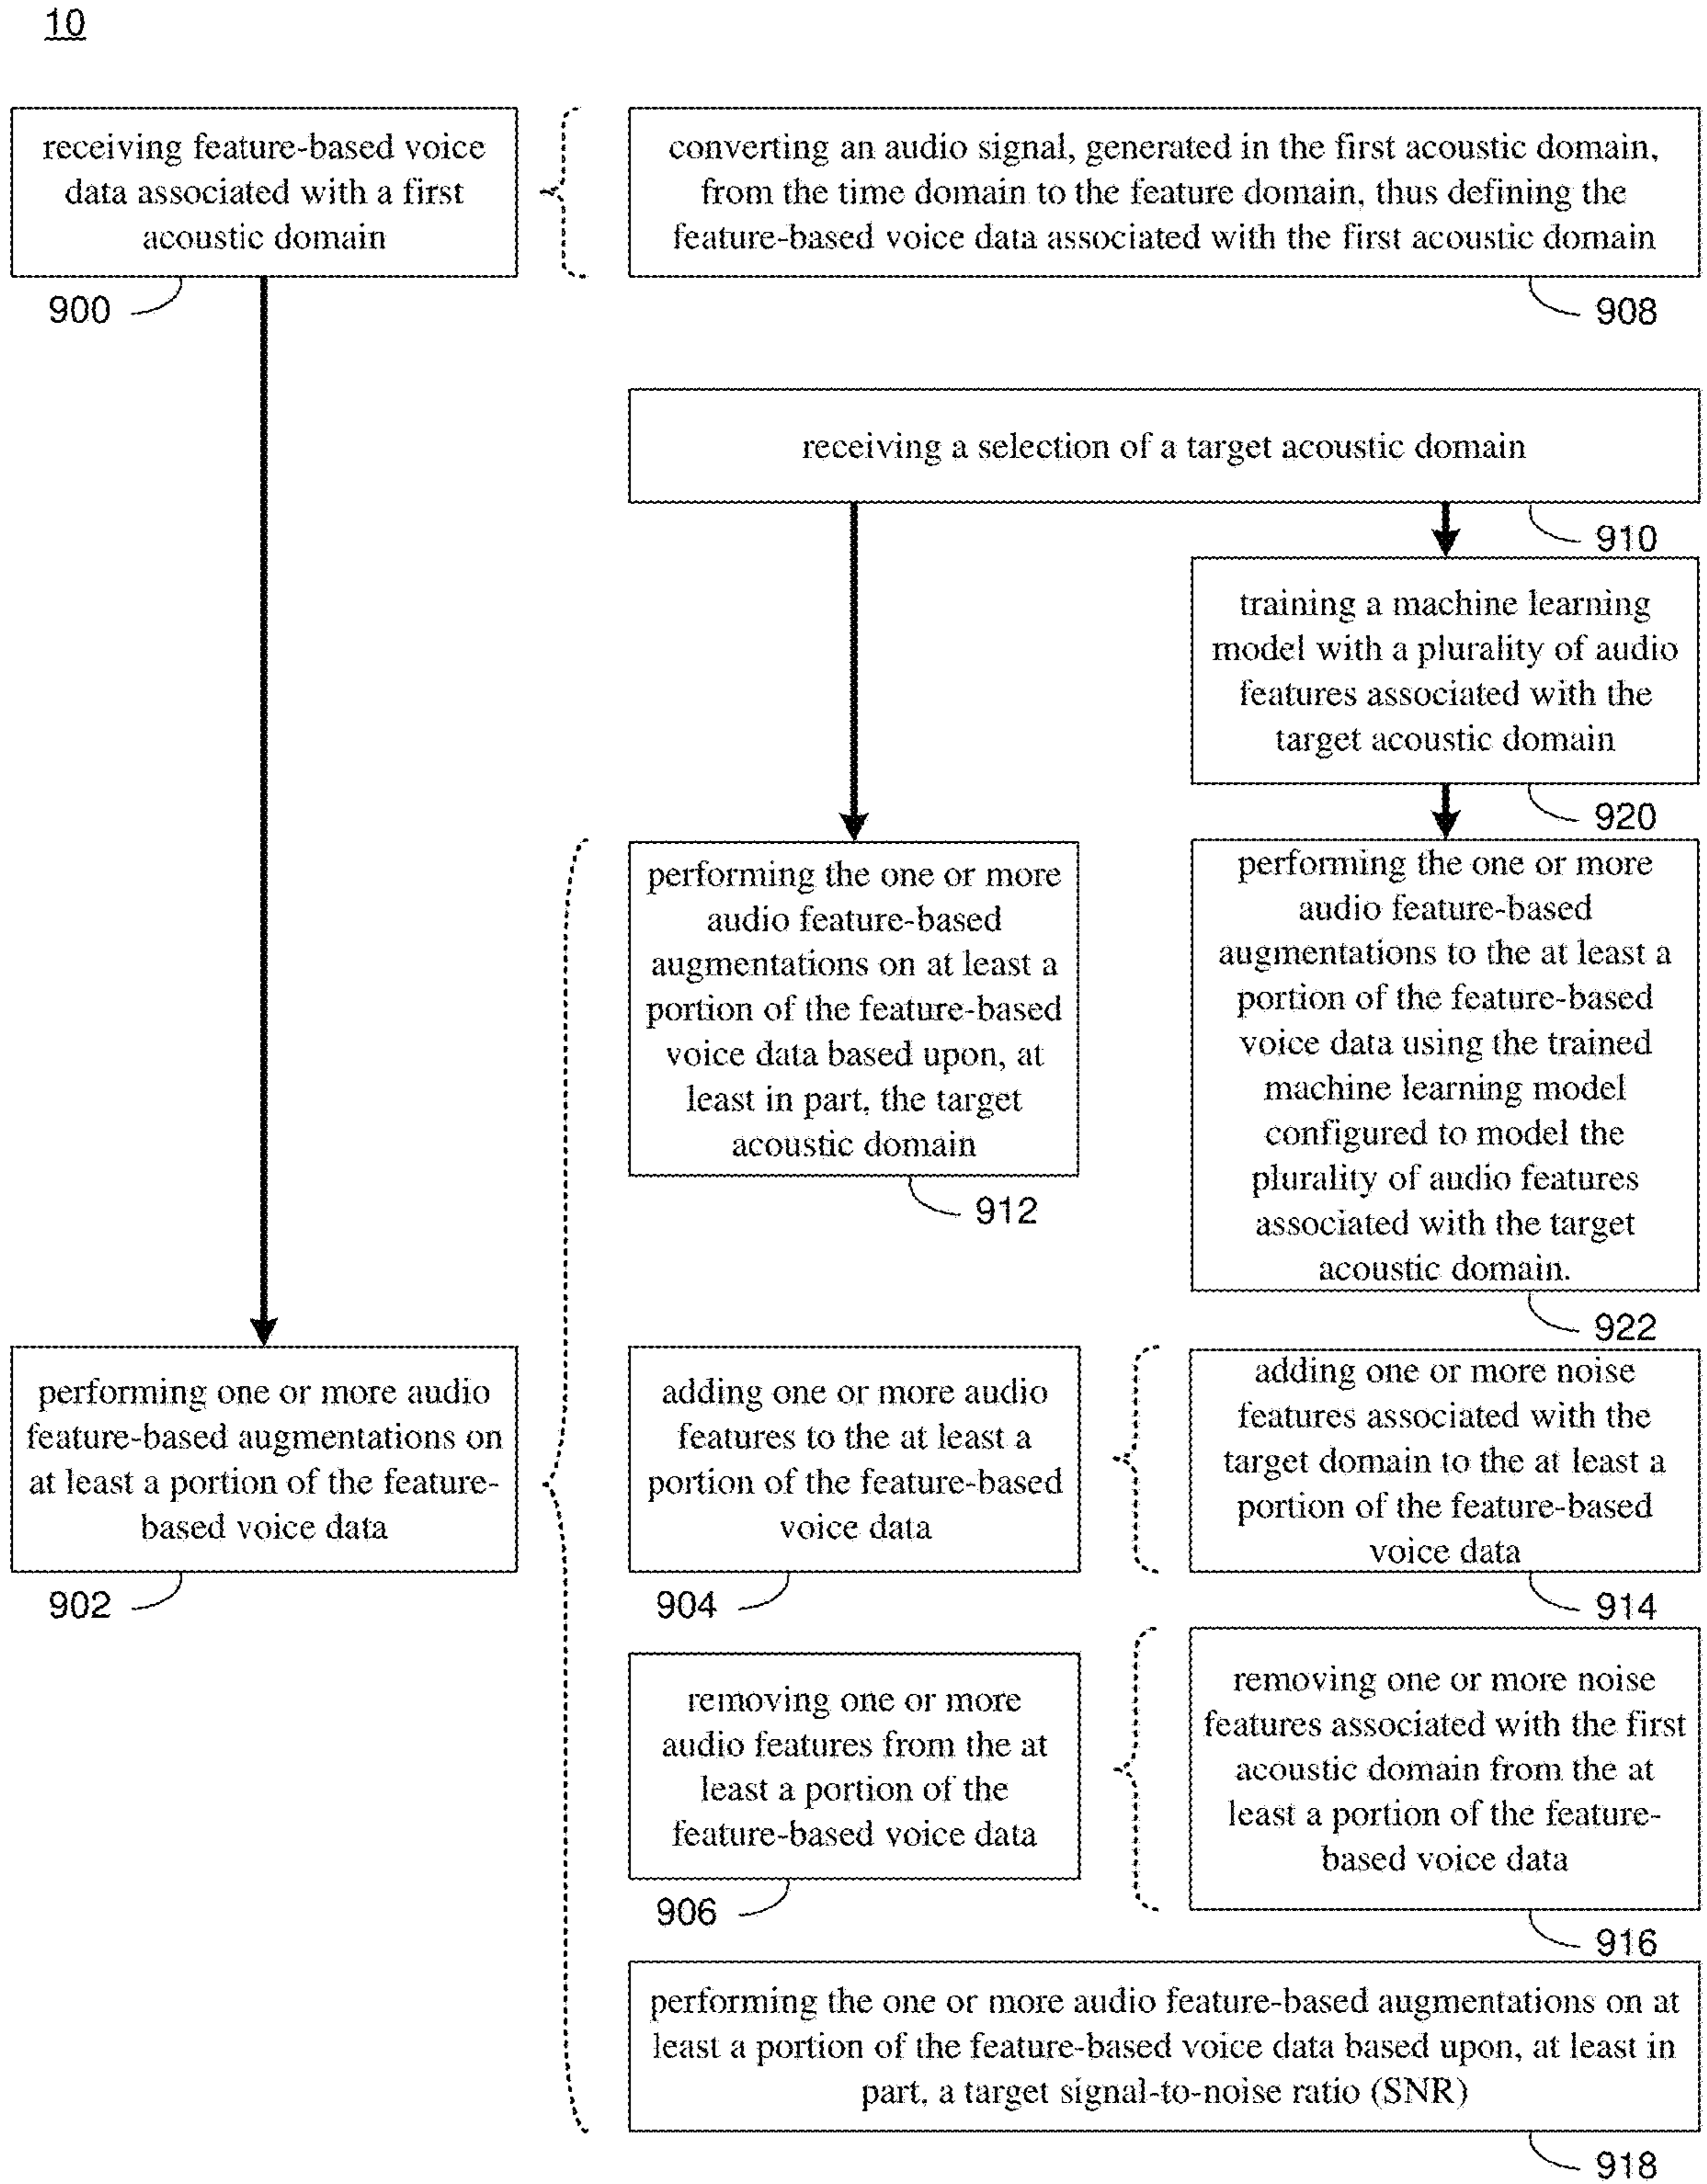 10
receiving feature-based voice
data associated with a first
acoustic domain
900
converting an audio signal, generated in the first acoustic domain,
from the time domain to the feature domain, thus defining the
feature-based voice data associated with the first acoustic domain
908
receiving a selection of a target acoustic domain
910
training a machine learning
model with a plurality of audio
features associated with the
target acoustic domain
920
performing the one or more
audio feature-based
augmentations on at least a
portion of the feature-based
voice data based upon, at
least in part, the target
acoustic domain
912
performing the one or more
audio feature-based
augmentations to the at least a
portion of the feature-based
voice data using the trained
machine learning model
configured to model the
plurality of audio features
associated with the target
acoustic domain.
922
performing one or more audio
feature-based augmentations on
at least a portion of the feature-
based voice data
902
adding one or more audio
features to the at least a
portion of the feature-based
voice data
904
adding one or more noise
features associated with the
target domain to the at least a
portion of the feature-based
voice data
914
removing one or more
audio features from the at
least a portion of the
feature-based voice data
906
removing one or more noise
features associated with the first
acoustic domain from the at
least a portion of the feature-
based voice data
916
performing the one or more audio feature-based augmentations on at
least a portion of the feature-based voice data based upon, at least in
part, a target signal-to-noise ratio (SNR)
918